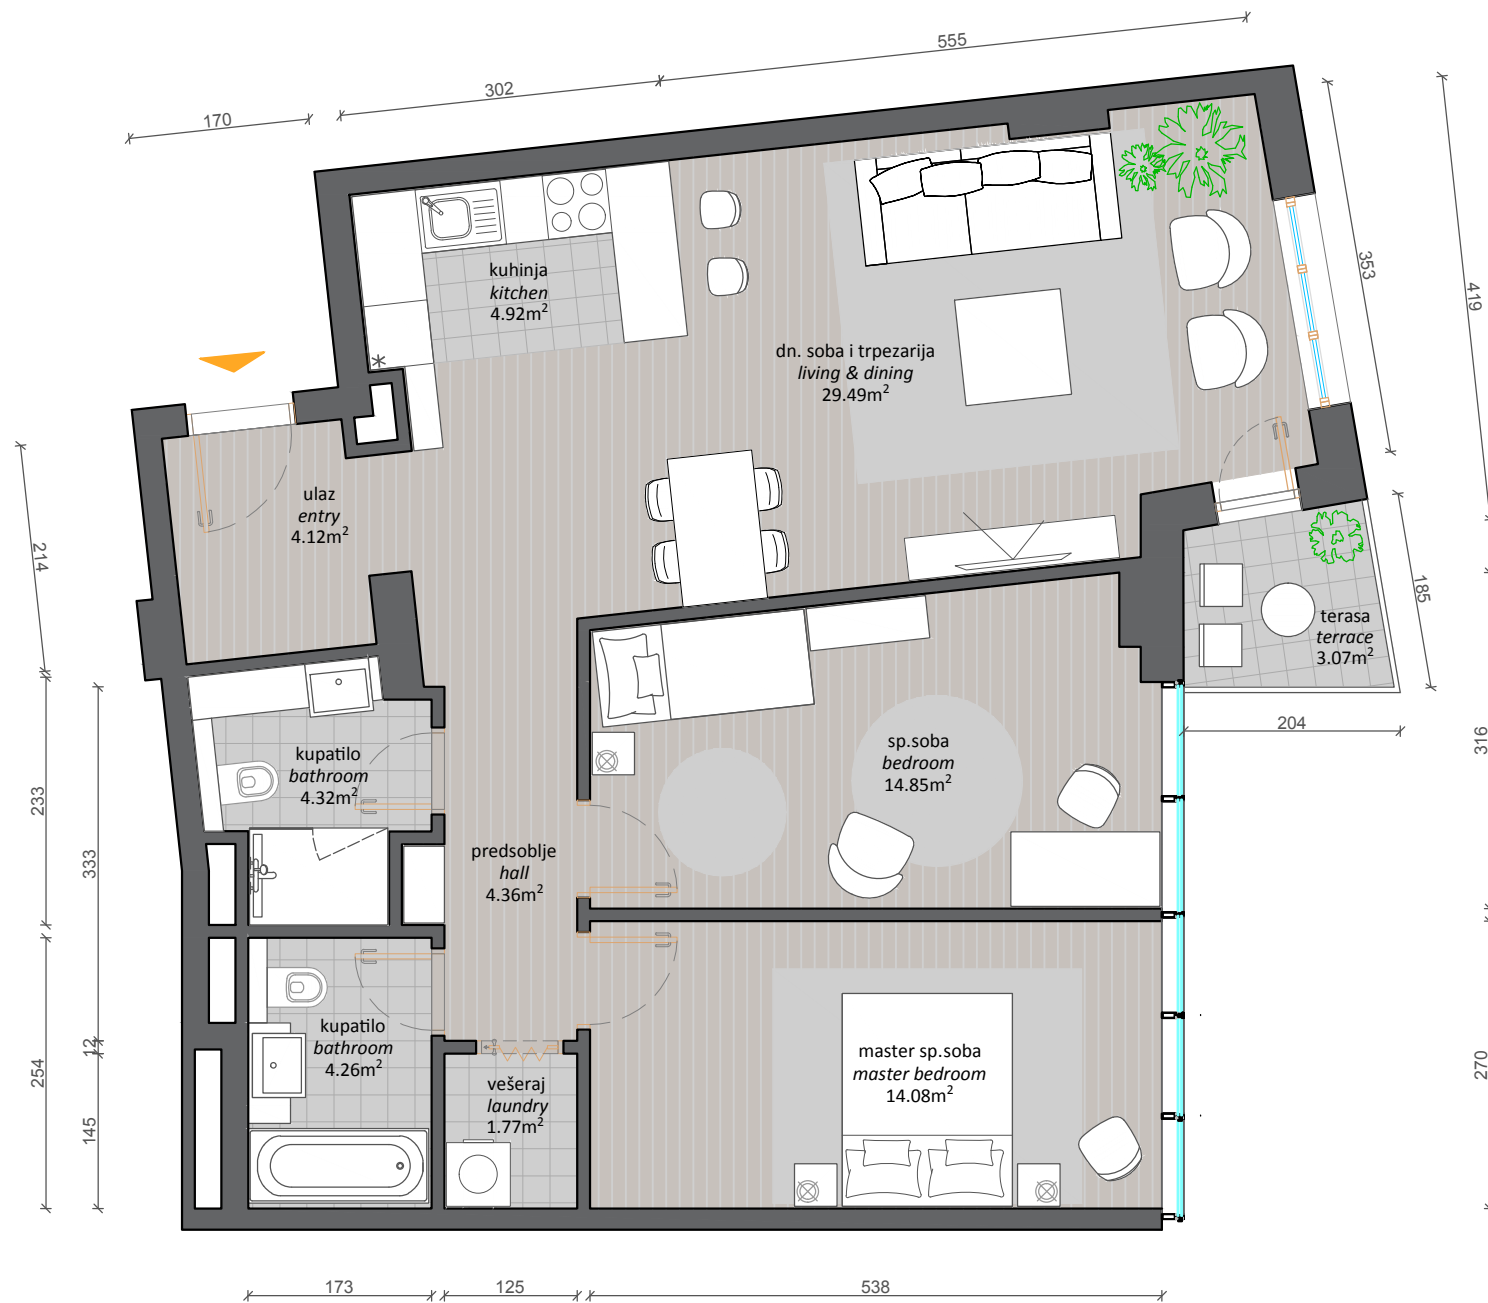 555
302
170
353
419
kuhinja
kitchen
4.92m²
dn. soba i trpezarija
living & dining
29.49m²
*
ulaz
entry
4.12m²
214
185
terasa
terrace
3.07m²
204
316
kupatilo
bathroom
4.32m²
sp.soba
bedroom
14.85m²
233
333
predsoblje
hall
4.36m²
kupatilo
bathroom
4.26m²
254
12
145
vešeraj
laundry
1.77m²
master sp.soba
master bedroom
14.08m²
270
173
125
538